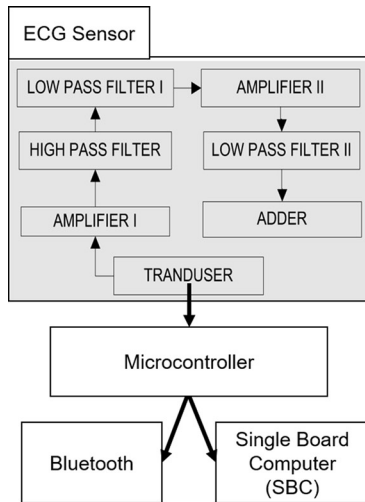 ECG Sensor
LOW PASS FILTER I
AMPLIFIER II
HIGH PASS FILTER
LOW PASS FILTER II
AMPLIFIER I
ADDER
TRANDUSER
Microcontroller
Bluetooth
Single Board
Computer
(SBC)